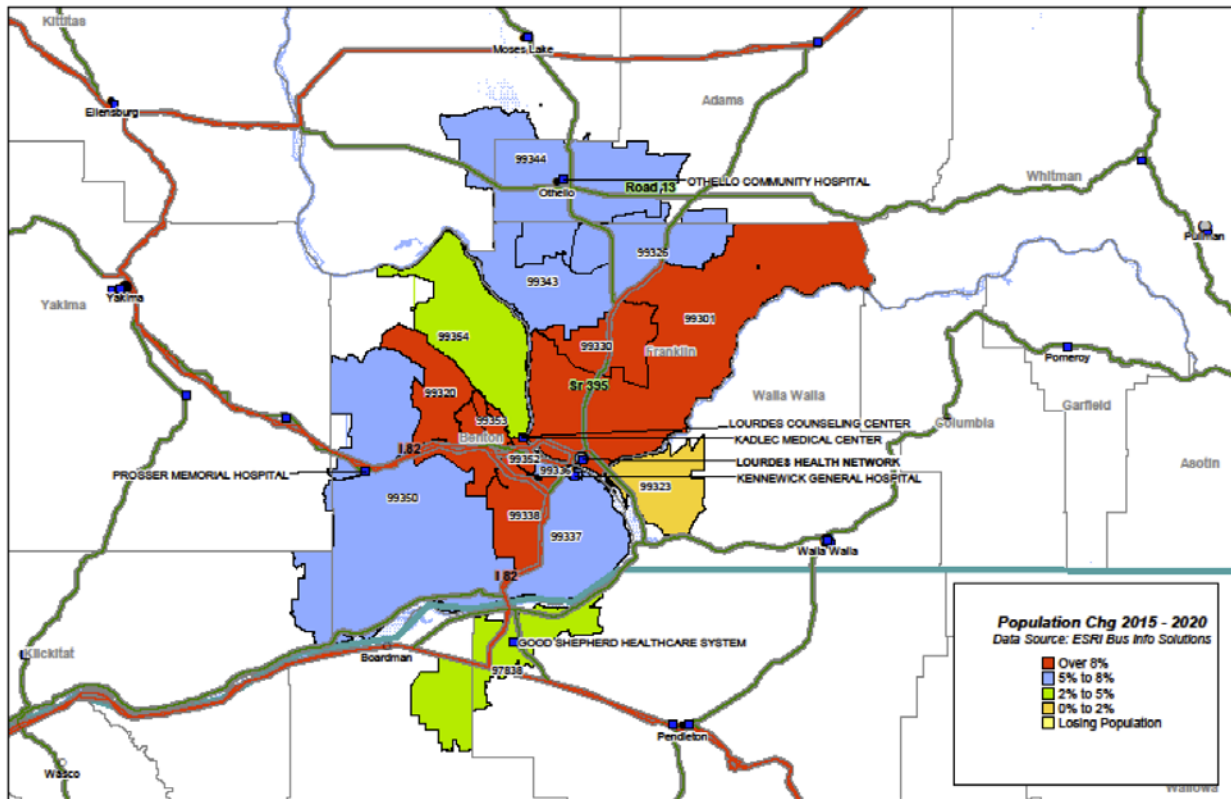 Kittitas
Moses Lake
Adams
Ellensburg
99344
Othello
Road 13
OTHELLO COMMUNITY HOSPITAL
Whitman
Pullman
99326
99343
Yakima
Yakima
99301
99354
99330
Franklin
Pomeroy
Sr 395
99320
Walla Walla
Garfield
Columbia
99353
LOURDES COUNSELING CENTER
Benton
KADLEC MEDICAL CENTER
I 82
99352
LOURDES HEALTH NETWORK
Asotin
PROSSER MEMORIAL HOSPITAL
99336
KENNEWICK GENERAL HOSPITAL
99350
99323
99338
99337
Walla Walla
I 82
GOOD SHEPHERD HEALTHCARE SYSTEM
Klickitat
Boardman
97838
Pendleton
Wasco
Population Chg 2015 - 2020
Data Source: ESRI Bus Info Solutions
Over 8%
5% to 8%
2% to 5%
0% to 2%
Losing Population
Wallowa